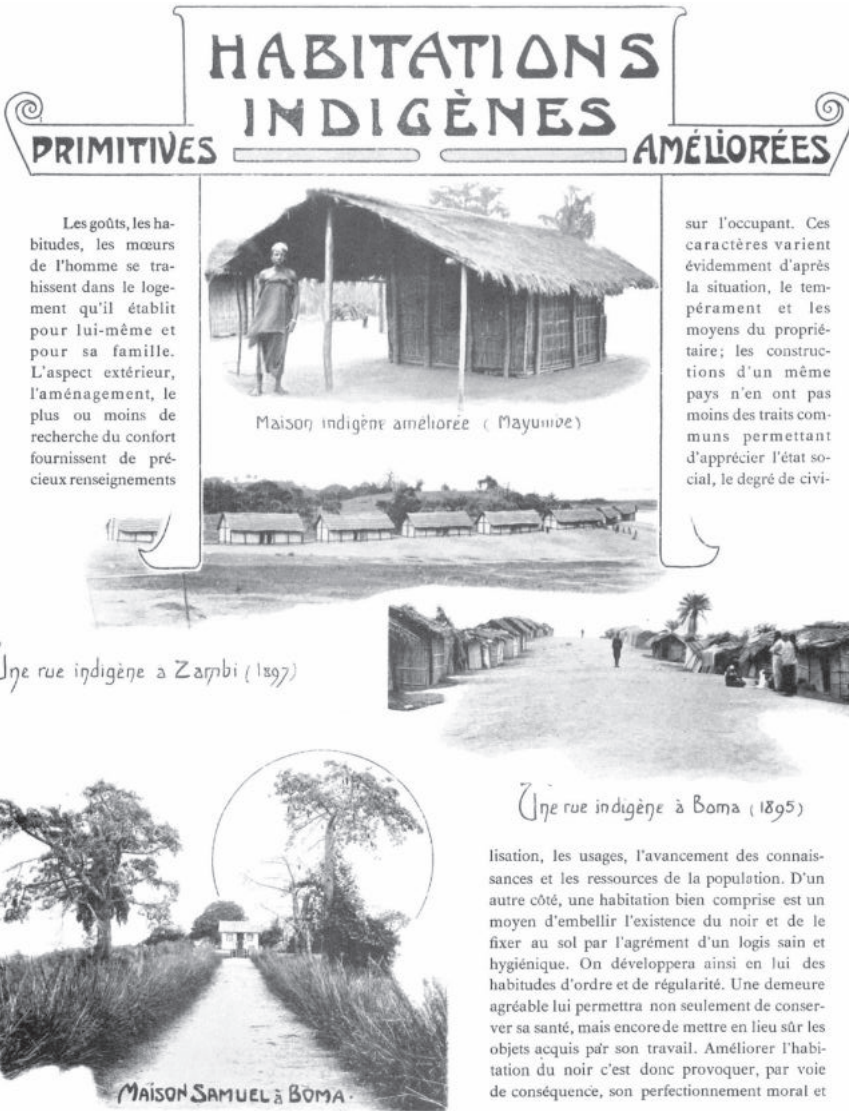 HABITATIONS
INDIGÈNES
PRIMITIVES
AMÉLIORÉES
Les goûts, les ha-
bitudes, les mœurs
de l'homme se tra-
hissent dans le loge-
ment qu'il établit
pour lui-même et
pour sa famille.
L'aspect extérieur,
l'aménagement, le
plus ou moins de
recherche du confort
fournissent de pré-
cieux renseignements
Maison indigène améliorée ( Mayumbe)
sur l'occupant. Ces
caractères varient
évidemment d'après
la situation, le tem-
pérament et les
moyens du proprié-
taire; les construc-
tions d'un même
pays n'en ont pas
moins des traits com-
muns permettant
d'apprécier l'état so-
cial, le degré de civi-
Une rue indigène a Zambi (1897)
Une rue indigène à Boma (1895)
lisation, les usages, l'avancement des connais-
sances et les ressources de la population. D'un
autre côté, une habitation bien comprise est un
moyen d'embellir l'existence du noir et de le
fixer au sol par l'agrément d'un logis sain et
hygiénique. On développera ainsi en lui des
habitudes d'ordre et de régularité. Une demeure
agréable lui permettra non seulement de conser-
ver sa santé, mais encore de mettre en lieu sûr les
objets acquis par son travail. Améliorer l'habi-
tation du noir c'est donc provoquer, par voie
de conséquence, son perfectionnement moral et
MAISON SAMUEL à BOMA.